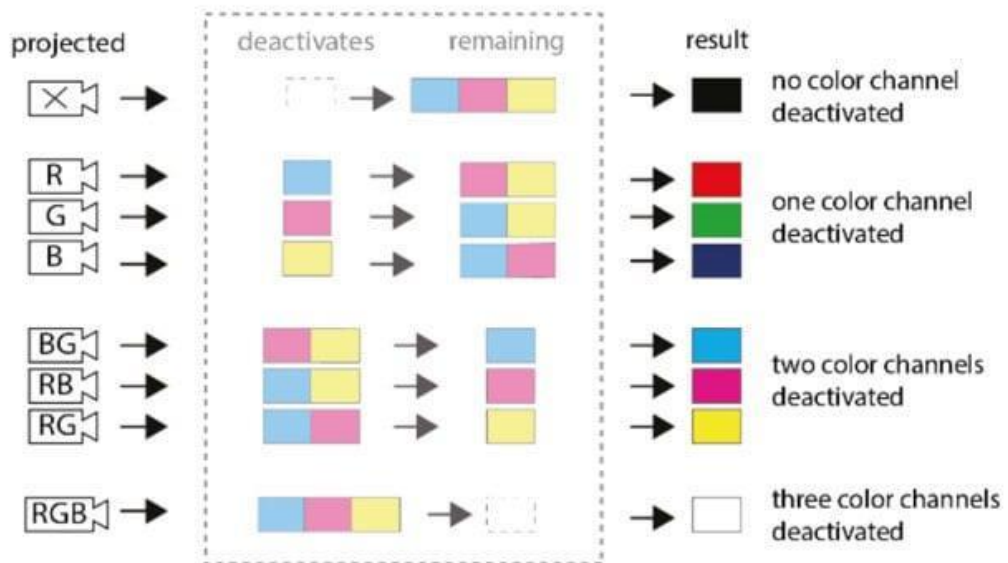 projected
deactivates
remaining
result
no color channel
deactivated
R
G
B
one color channel
deactivated
BG
RB
RG
two color channels
deactivated
RGB
three color channels
deactivated